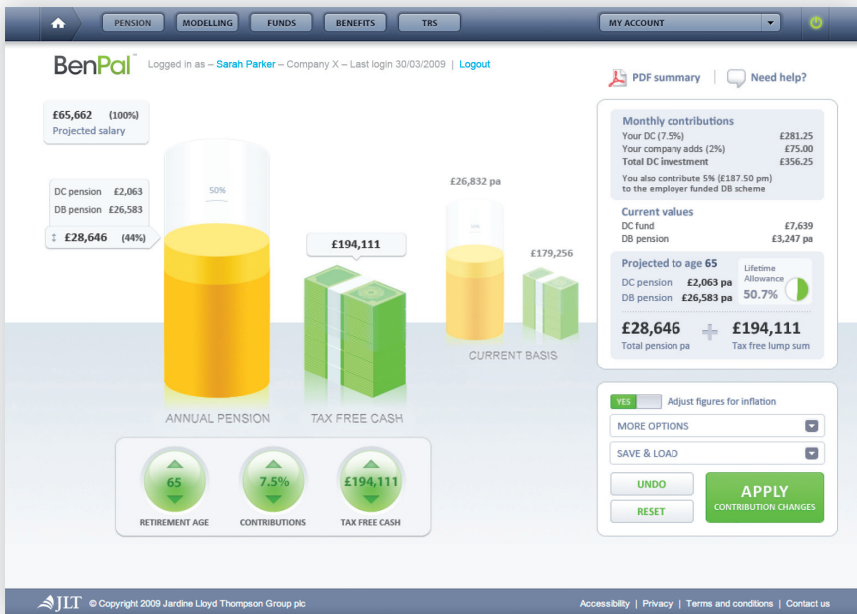 PENSION
MODELLING
FUNDS
BENEFITS
TRS
MY ACCOUNT
BenPal™
Logged in as – Sarah Parker – Company X – Last login 30/03/2009 | Logout
PDF summary | Need help?
£65,662 (100%)
Projected salary
DC pension £2,063
DB pension £26,583
£28,646 (44%)
50%
£194,111
£26,832 pa
£179,256
CURRENT BASIS
ANNUAL PENSION
TAX FREE CASH
65
7.5%
£194,111
RETIREMENT AGE
CONTRIBUTIONS
TAX FREE CASH
Monthly contributions
Your DC (7.5%) £281.25
Your company adds (2%) £75.00
Total DC investment £356.25
You also contribute 5% (£187.50 pm)
to the employer funded DB scheme
Current values
DC fund £7,639
DB pension £3,247 pa
Projected to age 65
DC pension £2,063 pa
DB pension £26,583 pa
Lifetime
Allowance
50.7%
£28,646 + £194,111
Total pension pa Tax free lump sum
YES Adjust figures for inflation
MORE OPTIONS
SAVE & LOAD
UNDO
RESET
APPLY
CONTRIBUTION CHANGES
JLT © Copyright 2009 Jardine Lloyd Thompson Group plc
Accessibility | Privacy | Terms and conditions | Contact us